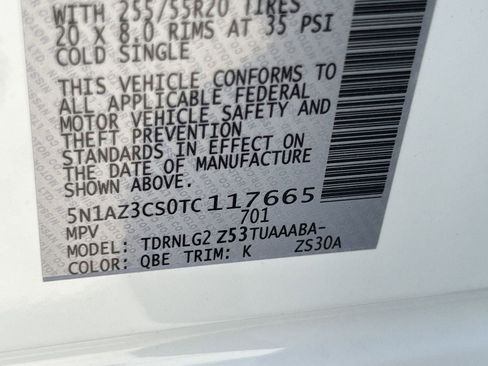 WITH 255/55R20 TIRES
20 X 8.0 RIMS AT 35 PSI
COLD SINGLE
THIS VEHICLE CONFORMS TO
ALL APPLICABLE FEDERAL
MOTOR VEHICLE SAFETY AND
THEFT PREVENTION
STANDARDS IN EFFECT ON
THE DATE OF MANUFACTURE
SHOWN ABOVE.
5N1AZ3CS0TC117665
MPV 701
MODEL: TDRNLG2 Z53TUAAABA-
COLOR: QBE TRIM: K ZS30A